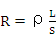 R = ρ L/S